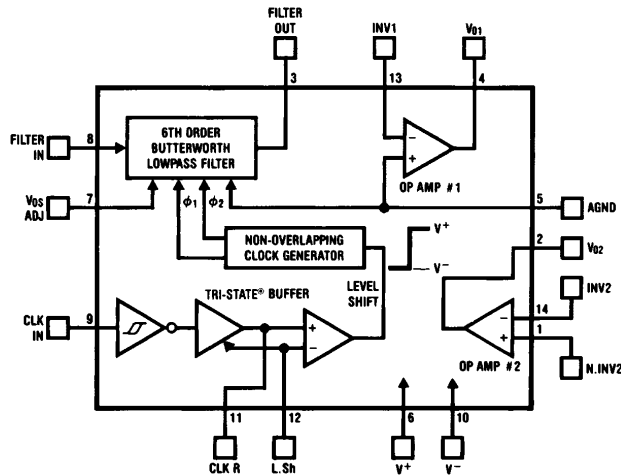 FILTER
OUT
INV1
VO1
3
13
4
FILTER
IN
8
6TH ORDER
BUTTERWORTH
LOWPASS FILTER
−
+
OP AMP #1
VOS
ADJ
7
ϕ1
ϕ2
5
AGND
NON-OVERLAPPING
CLOCK GENERATOR
V+
V−
2
VO2
LEVEL
SHIFT
INV2
14
TRI-STATE® BUFFER
CLK
IN
9
+
−
−
+
1
OP AMP #2
N.INV2
11
12
6
10
CLK R
L.Sh
V+
V−